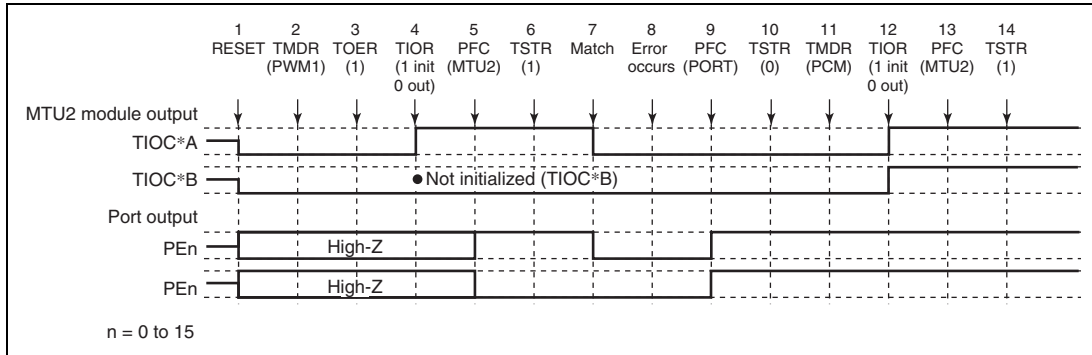 1 2 3 4 5 6 7 8 9 10 11 12 13 14
RESET TMDR TOER TIOR PFC TSTR Match Error PFC TSTR TMDR TIOR PFC TSTR
(PWM1) (1) (1 init (MTU2) (1) occurs (PORT) (0) (PCM) (1 init (MTU2) (1)
0 out) 0 out)
MTU2 module output
TIOC*A
TIOC*B
Not initialized (TIOC*B)
Port output
PEn
High-Z
PEn
High-Z
n = 0 to 15